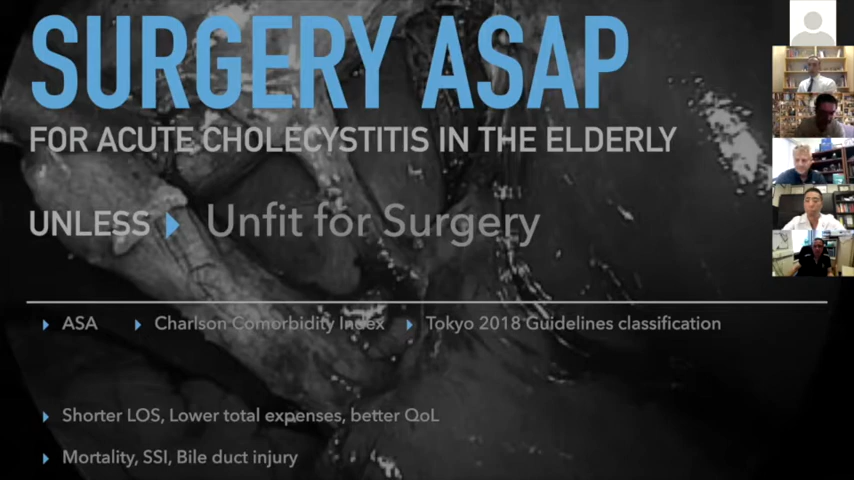 SURGERY ASAP
FOR ACUTE CHOLECYSTITIS IN THE ELDERLY
UNLESS Unfit for Surgery
ASA Charlson Comorbidity Index Tokyo 2018 Guidelines classification
Shorter LOS, Lower total expenses, better QoL
Mortality, SSI, Bile duct injury